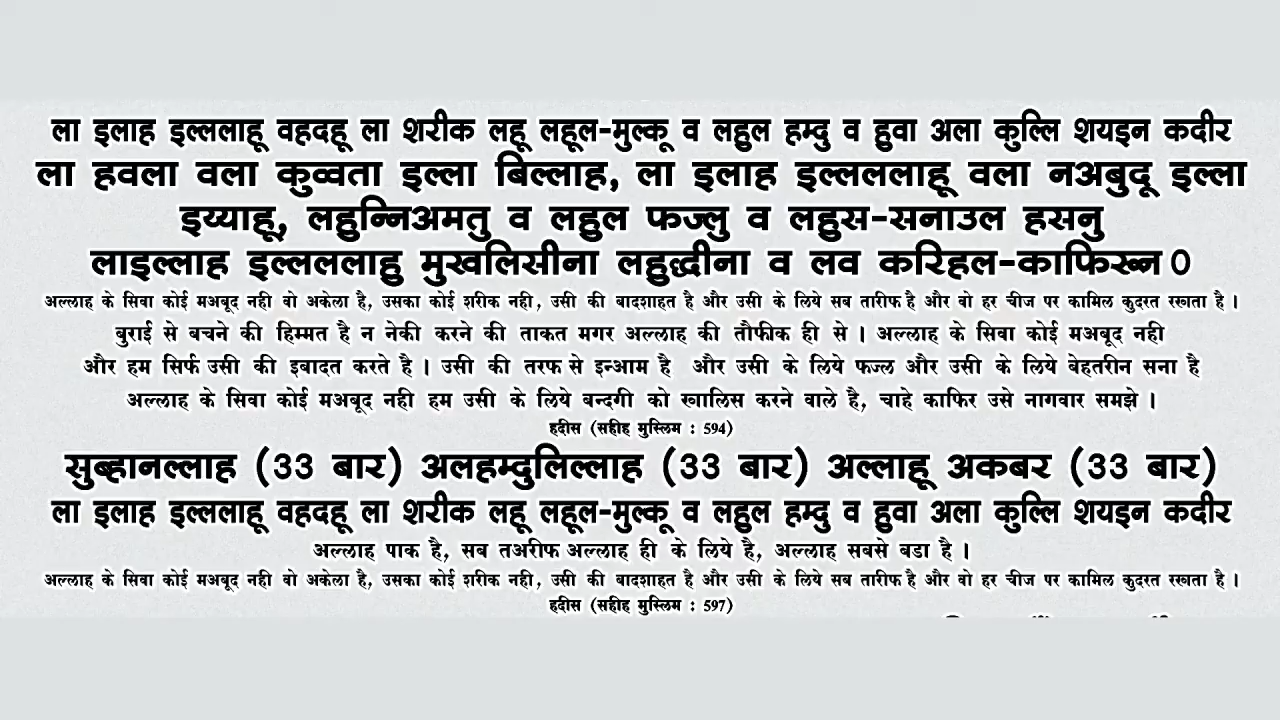 ला इलाह इल्ललाहू वहदहू ला शरीक लहू लहूल-मुल्कू व लहुल हम्दु व हुवा अला कुल्लि शयइन कदीर
ला हवला वला कुव्वता इल्ला बिल्लाह, ला इलाह इल्लललाहू वला नअबुदू इल्ला
इय्याहू, लहुन्निअमतु व लहुल फज्लु व लहुस-सनाउल हसनु
लाइल्लाह इल्लललाहु मुखलिसीना लहुद्दीना व लव करिहल-काफिरून ०
अल्लाह के सिवा कोई मअबूद नही वो अकेला है, उसका कोई शरीक नही, उसी की बादशाहत है और उसी के लिये सब तारीफ है और वो हर चीज पर कामिल कुदरत रखता है।
बुराई से बचने की हिम्मत है न नेकी करने की ताकत मगर अल्लाह की तौफीक ही से। अल्लाह के सिवा कोई मअबूद नही
और हम सिर्फ उसी की इबादत करते है। उसी की तरफ से इन्आम है और उसी के लिये फज्ल और उसी के लिये बेहतरीन सना है
अल्लाह के सिवा कोई मअबूद नही हम उसी के लिये बन्दगी को खालिस करने वाले है, चाहे काफिर उसे नागवार समझे।
हदीस (सहीह मुस्लिम : 594)
सुब्हानल्लाह (33 बार) अलहम्दुलिल्लाह (33 बार) अल्लाहू अकबर (33 बार)
ला इलाह इल्ललाहू वहदहू ला शरीक लहू लहूल-मुल्कू व लहुल हम्दु व हुवा अला कुल्लि शयइन कदीर
अल्लाह पाक है, सब तअरीफ अल्लाह ही के लिये है, अल्लाह सबसे बडा है।
अल्लाह के सिवा कोई मअबूद नही वो अकेला है, उसका कोई शरीक नही, उसी की बादशाहत है और उसी के लिये सब तारीफ है और वो हर चीज पर कामिल कुदरत रखता है।
हदीस (सहीह मुस्लिम : 597)